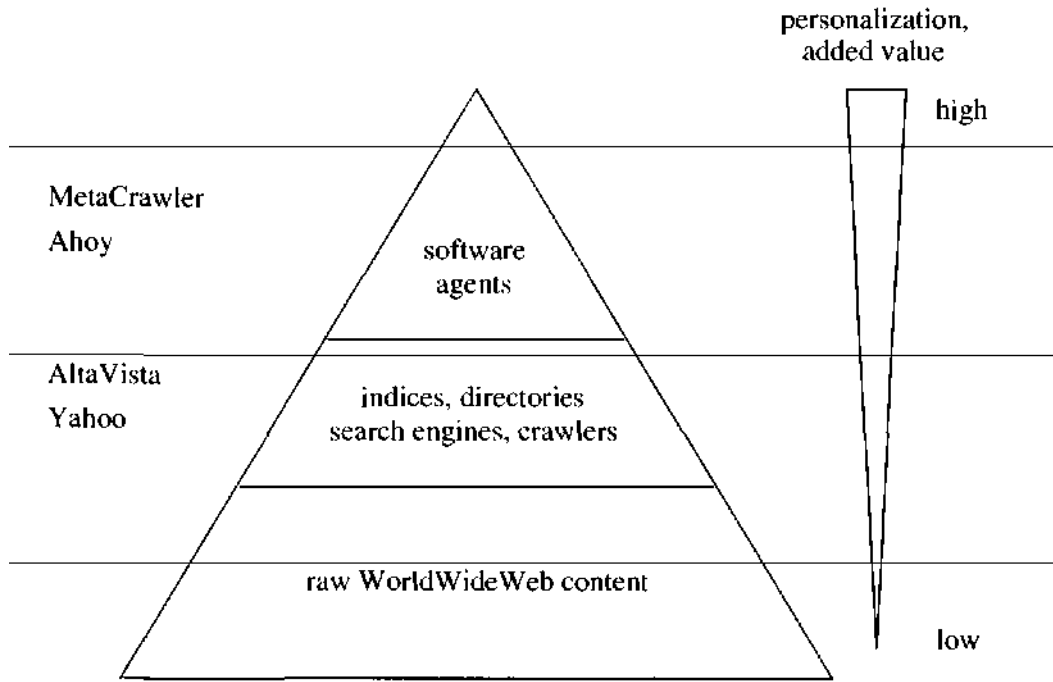 personalization,
added value
high
MetaCrawler
Ahoy
software
agents
AltaVista
Yahoo
indices, directories
search engines, crawlers
raw WorldWideWeb content
low